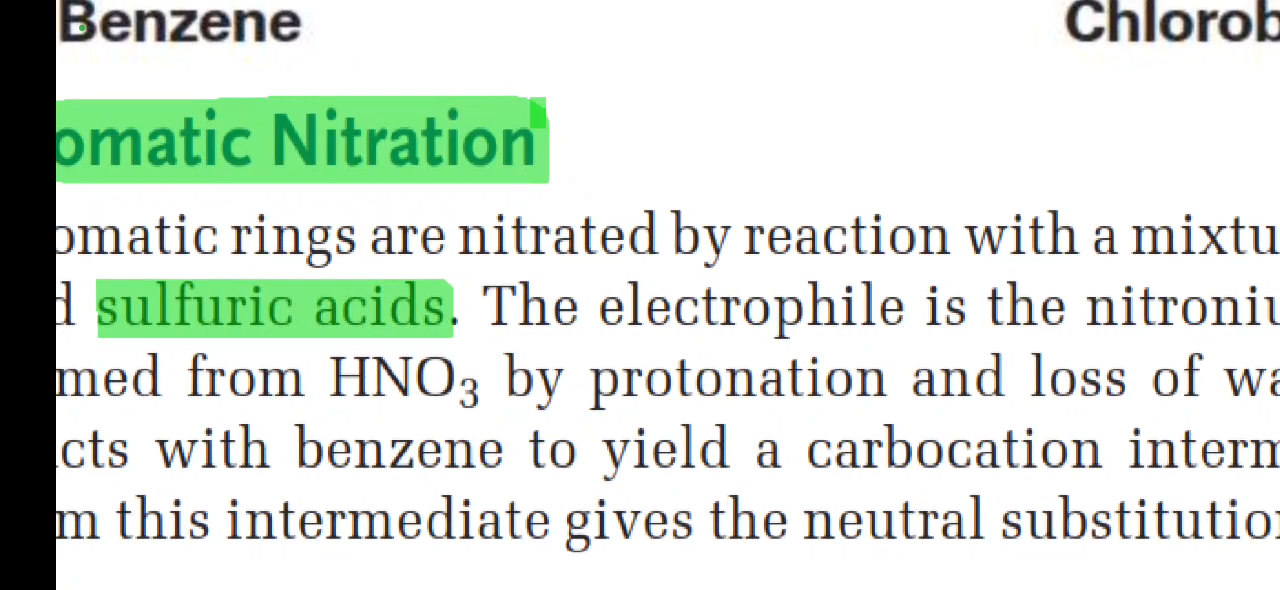 Benzene Chlorob
omatic Nitration
omatic rings are nitrated by reaction with a mixtu
d sulfuric acids. The electrophile is the nitroniu
med from HNO₃ by protonation and loss of wa
cts with benzene to yield a carbocation interm
m this intermediate gives the neutral substitution